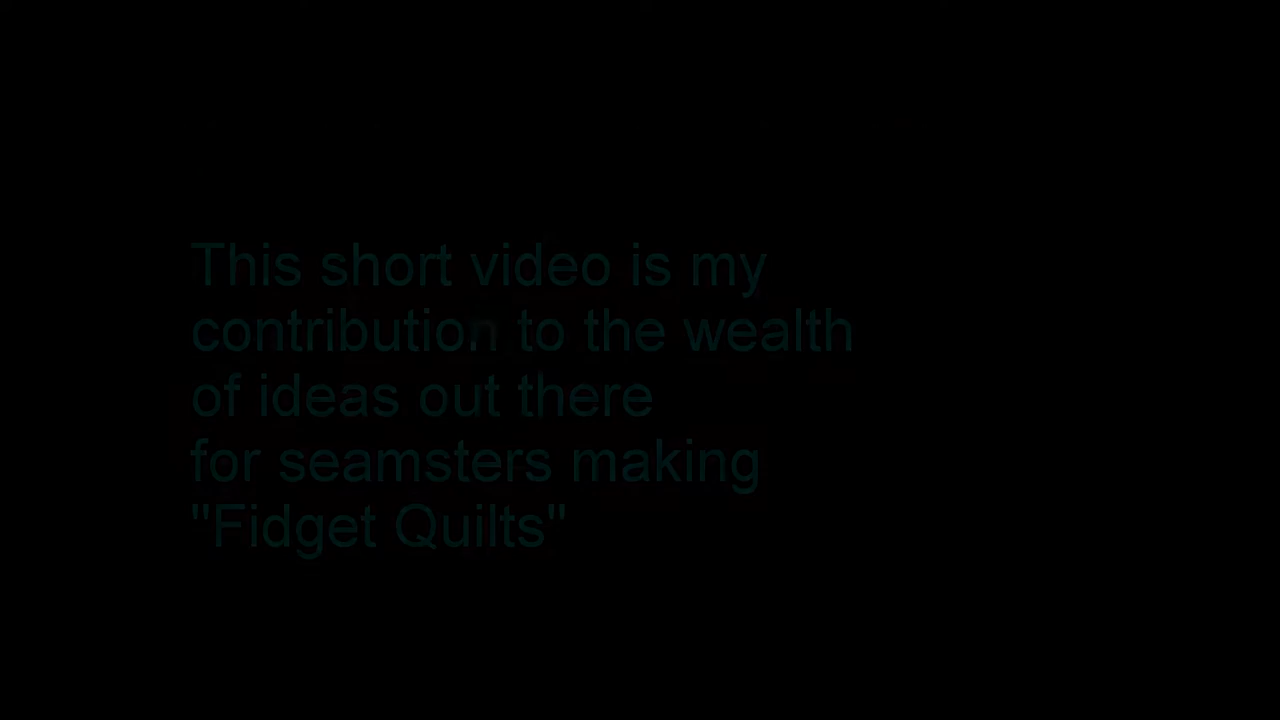 This short video is my
contribution to the wealth
of ideas out there
for seamsters making
"Fidget Quilts"